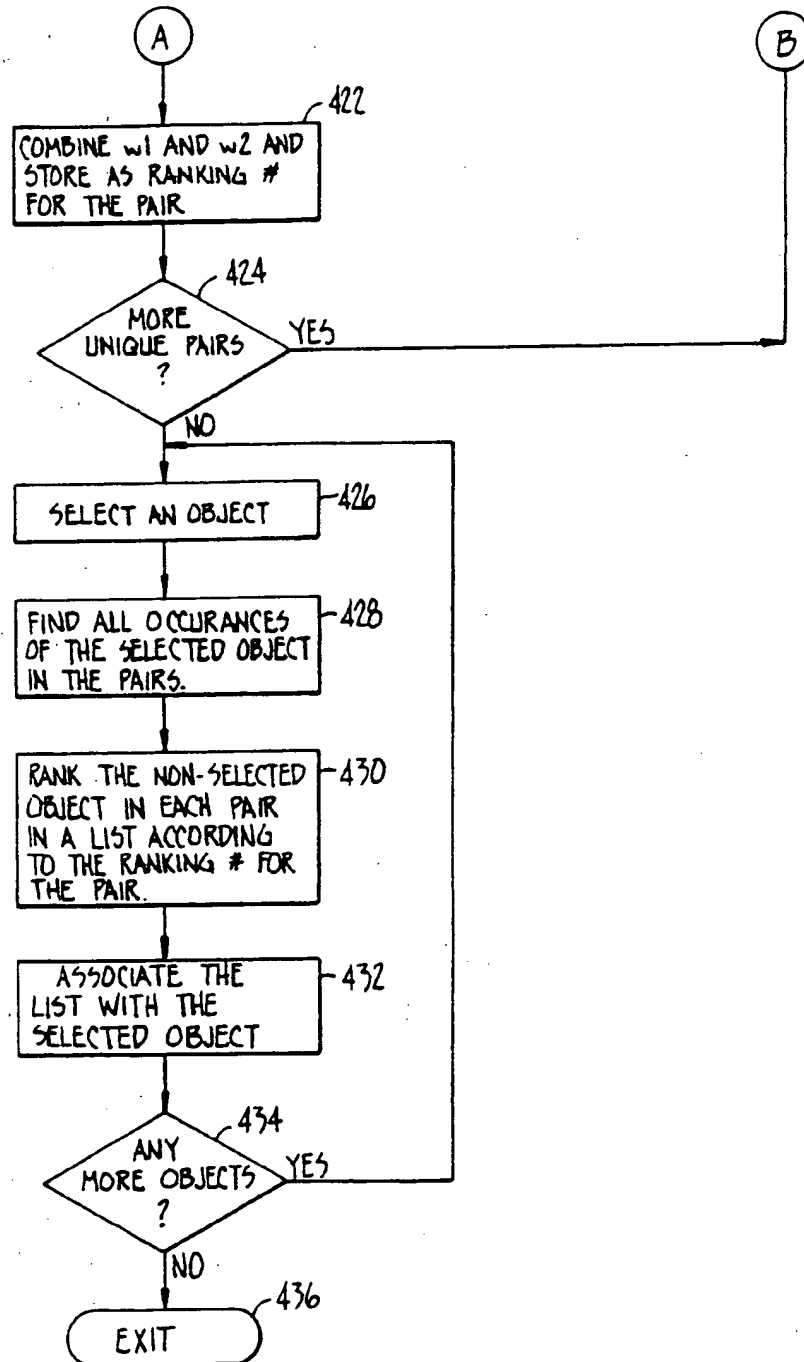 A
B
422
COMBINE w1 AND w2 AND
STORE AS RANKING #
FOR THE PAIR
424
MORE
UNIQUE PAIRS
?
YES
NO
SELECT AN OBJECT
426
FIND ALL OCCURANCES
OF THE SELECTED OBJECT
IN THE PAIRS.
428
RANK THE NON-SELECTED
OBJECT IN EACH PAIR
IN A LIST ACCORDING
TO THE RANKING # FOR
THE PAIR.
430
ASSOCIATE THE
LIST WITH THE
SELECTED OBJECT
432
434
ANY
MORE OBJECTS
?
YES
NO
436
EXIT